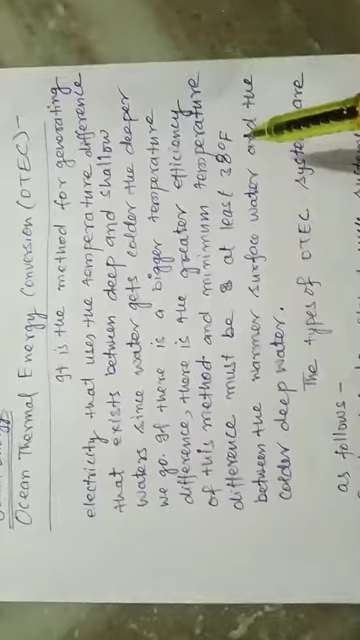 Ocean Thermal Energy Conversion (OTEC) -
It is the method for generating
electricity that uses the temperature difference
that exists between deep and shallow
waters since water gets colder the deeper
we go. If there is a bigger temperature
difference, there is the greater efficiency
of this method and minimum temperature
difference must be at least 38°F
between the warmer surface water and the
colder deep water.
The types of OTEC systems are
as follows -